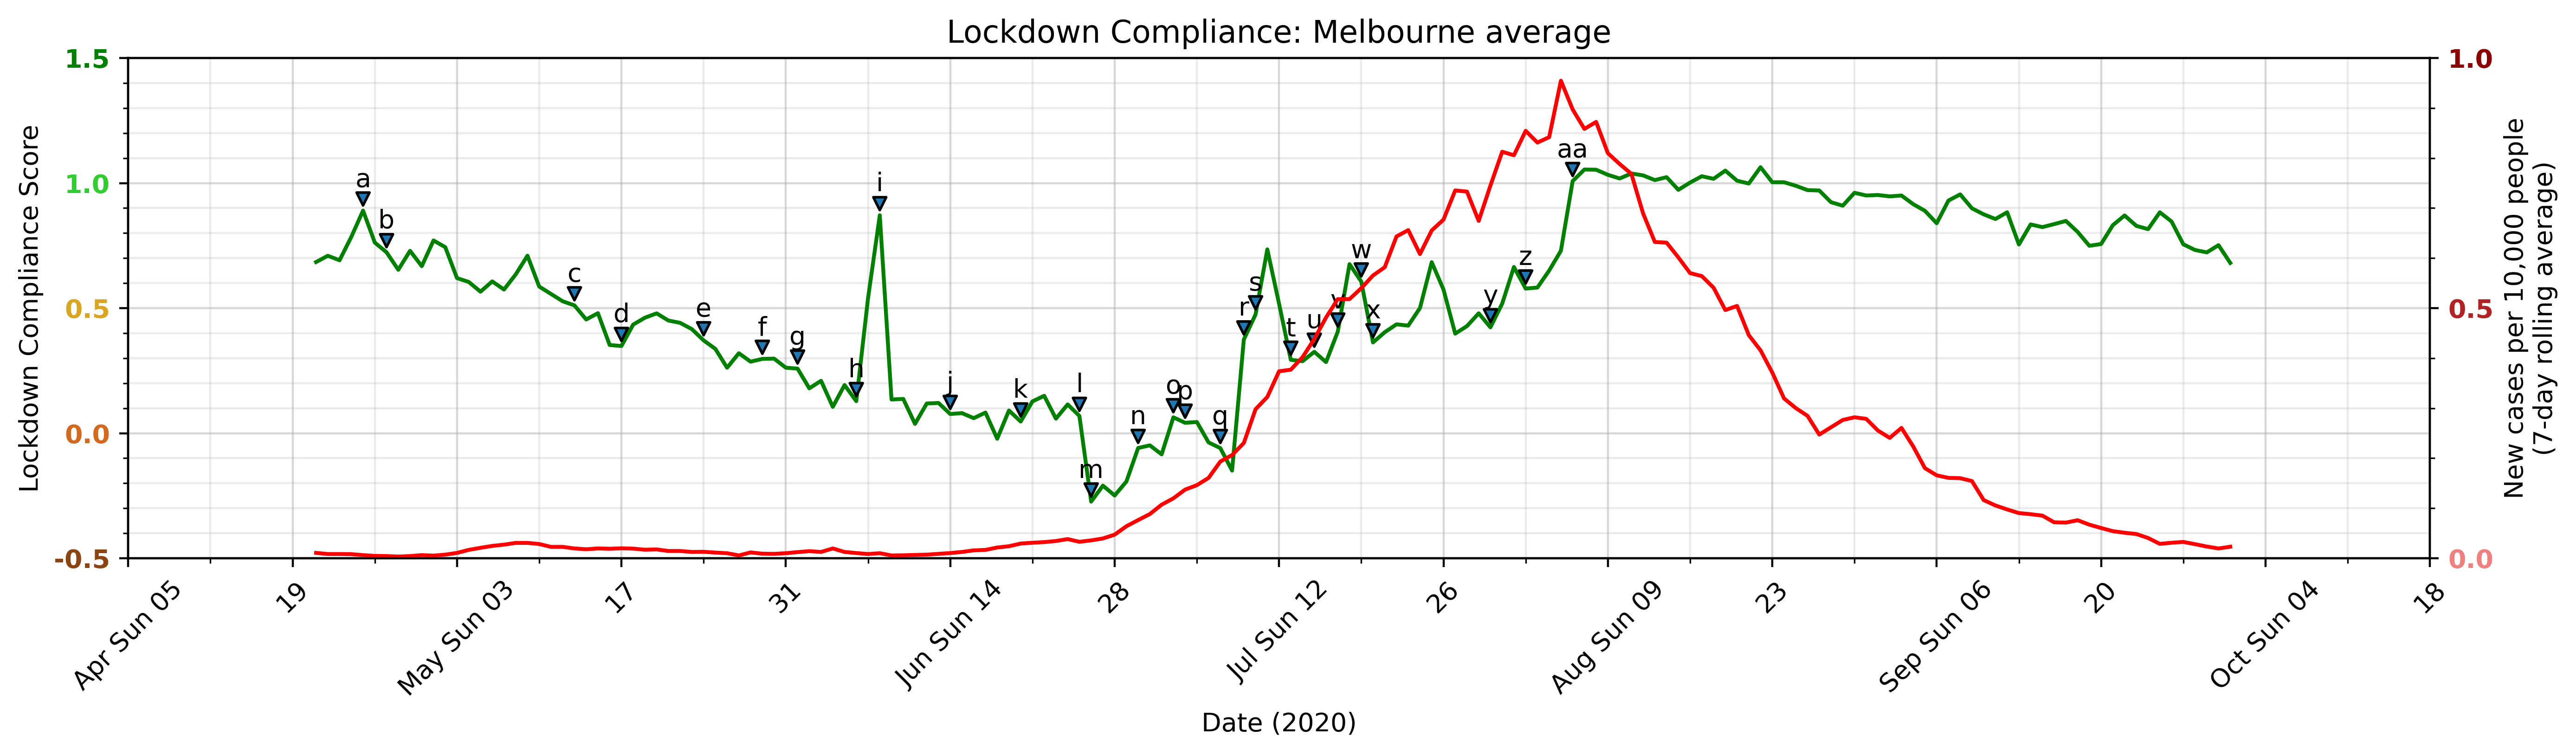 Lockdown Compliance: Melbourne average
Lockdown Compliance Score
1.5
1.0
0.5
0.0
-0.5
a
b
c
d
e
f
g
h
i
j
k
l
m
n
o
p
q
r
s
t
u
v
w
x
y
z
aa
1.0
0.5
0.0
New cases per 10,000 people
(7-day rolling average)
Apr Sun 05
19
May Sun 03
17
31
Jun Sun 14
28
Jul Sun 12
26
Aug Sun 09
23
Sep Sun 06
20
Oct Sun 04
18
Date (2020)